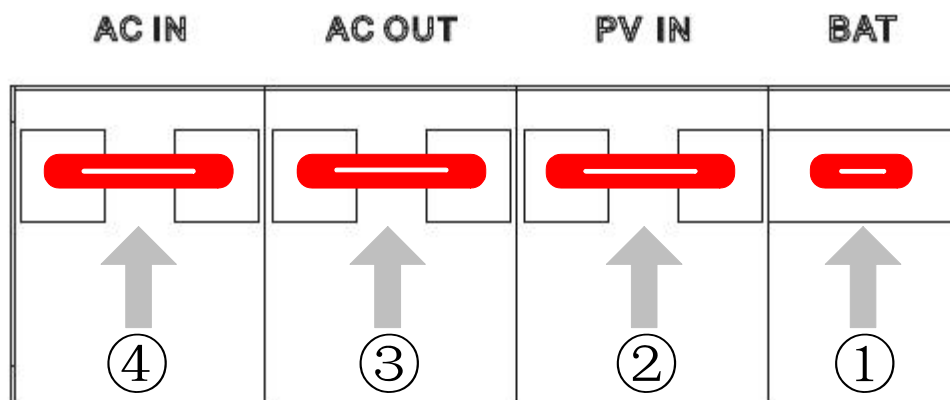 AC IN AC OUT PV IN BAT
④ ③ ② ①